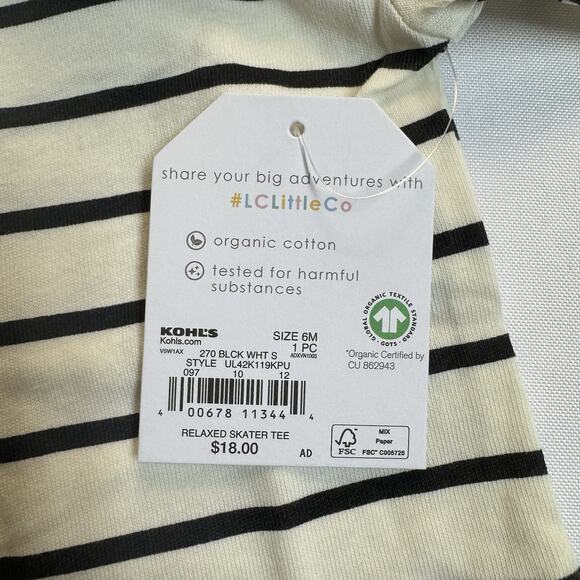 share your big adventures with
#LCLittleCo
organic cotton
tested for harmful
substances
KOHL'S
Kohls.com
SIZE 6M
1 PC
V5W1AX
270 BLCK WHT S
ADXVN1003
STYLE UL42K119KPU
097 10 12
4 00678 11344 4
RELAXED SKATER TEE
$18.00
AD
GLOBAL ORGANIC TEXTILE STANDARD
· GOTS ·
*Organic Certified by
CU 862943
FSC
MIX
Paper
FSC™ C005725